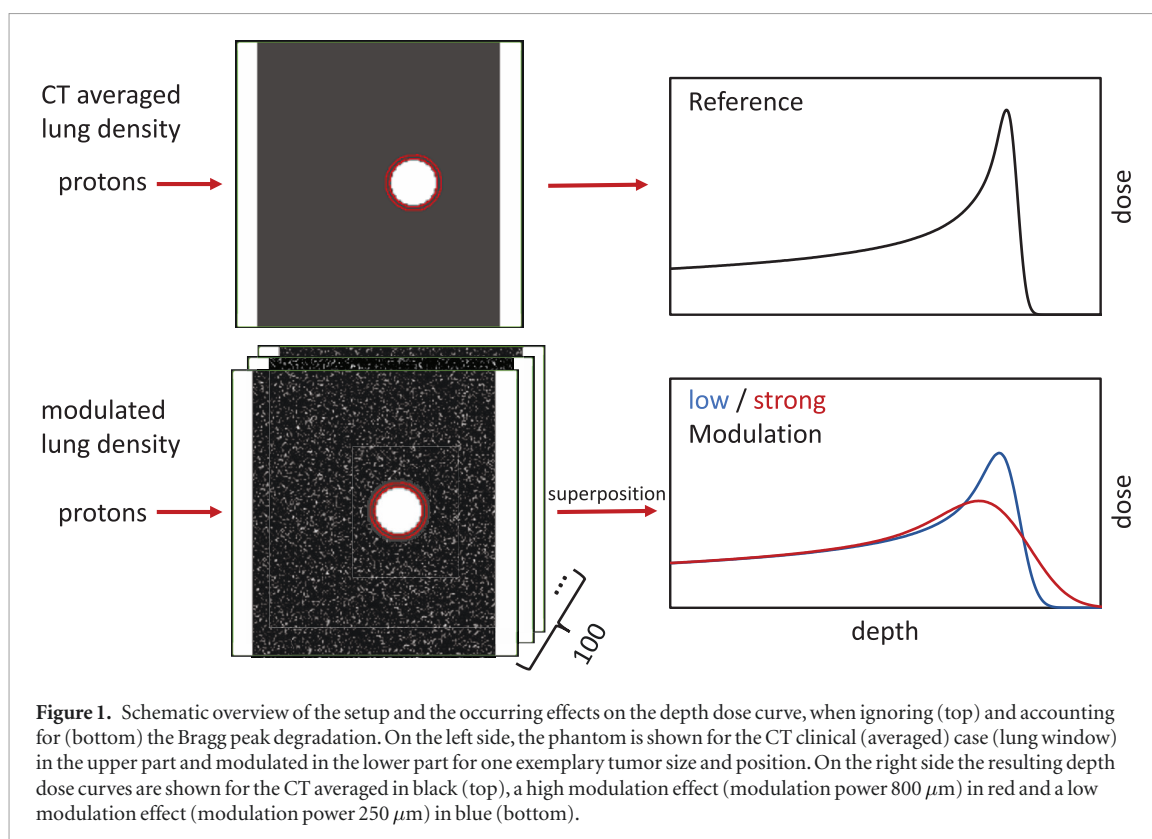 CT averaged
lung density
protons
Reference
dose
modulated
lung density
protons
superposition
...
100
low / strong
Modulation
dose
depth
Figure 1. Schematic overview of the setup and the occurring effects on the depth dose curve, when ignoring (top) and accounting
for (bottom) the Bragg peak degradation. On the left side, the phantom is shown for the CT clinical (averaged) case (lung window)
in the upper part and modulated in the lower part for one exemplary tumor size and position. On the right side the resulting depth
dose curves are shown for the CT averaged in black (top), a high modulation effect (modulation power 800 μm) in red and a low
modulation effect (modulation power 250 μm) in blue (bottom).